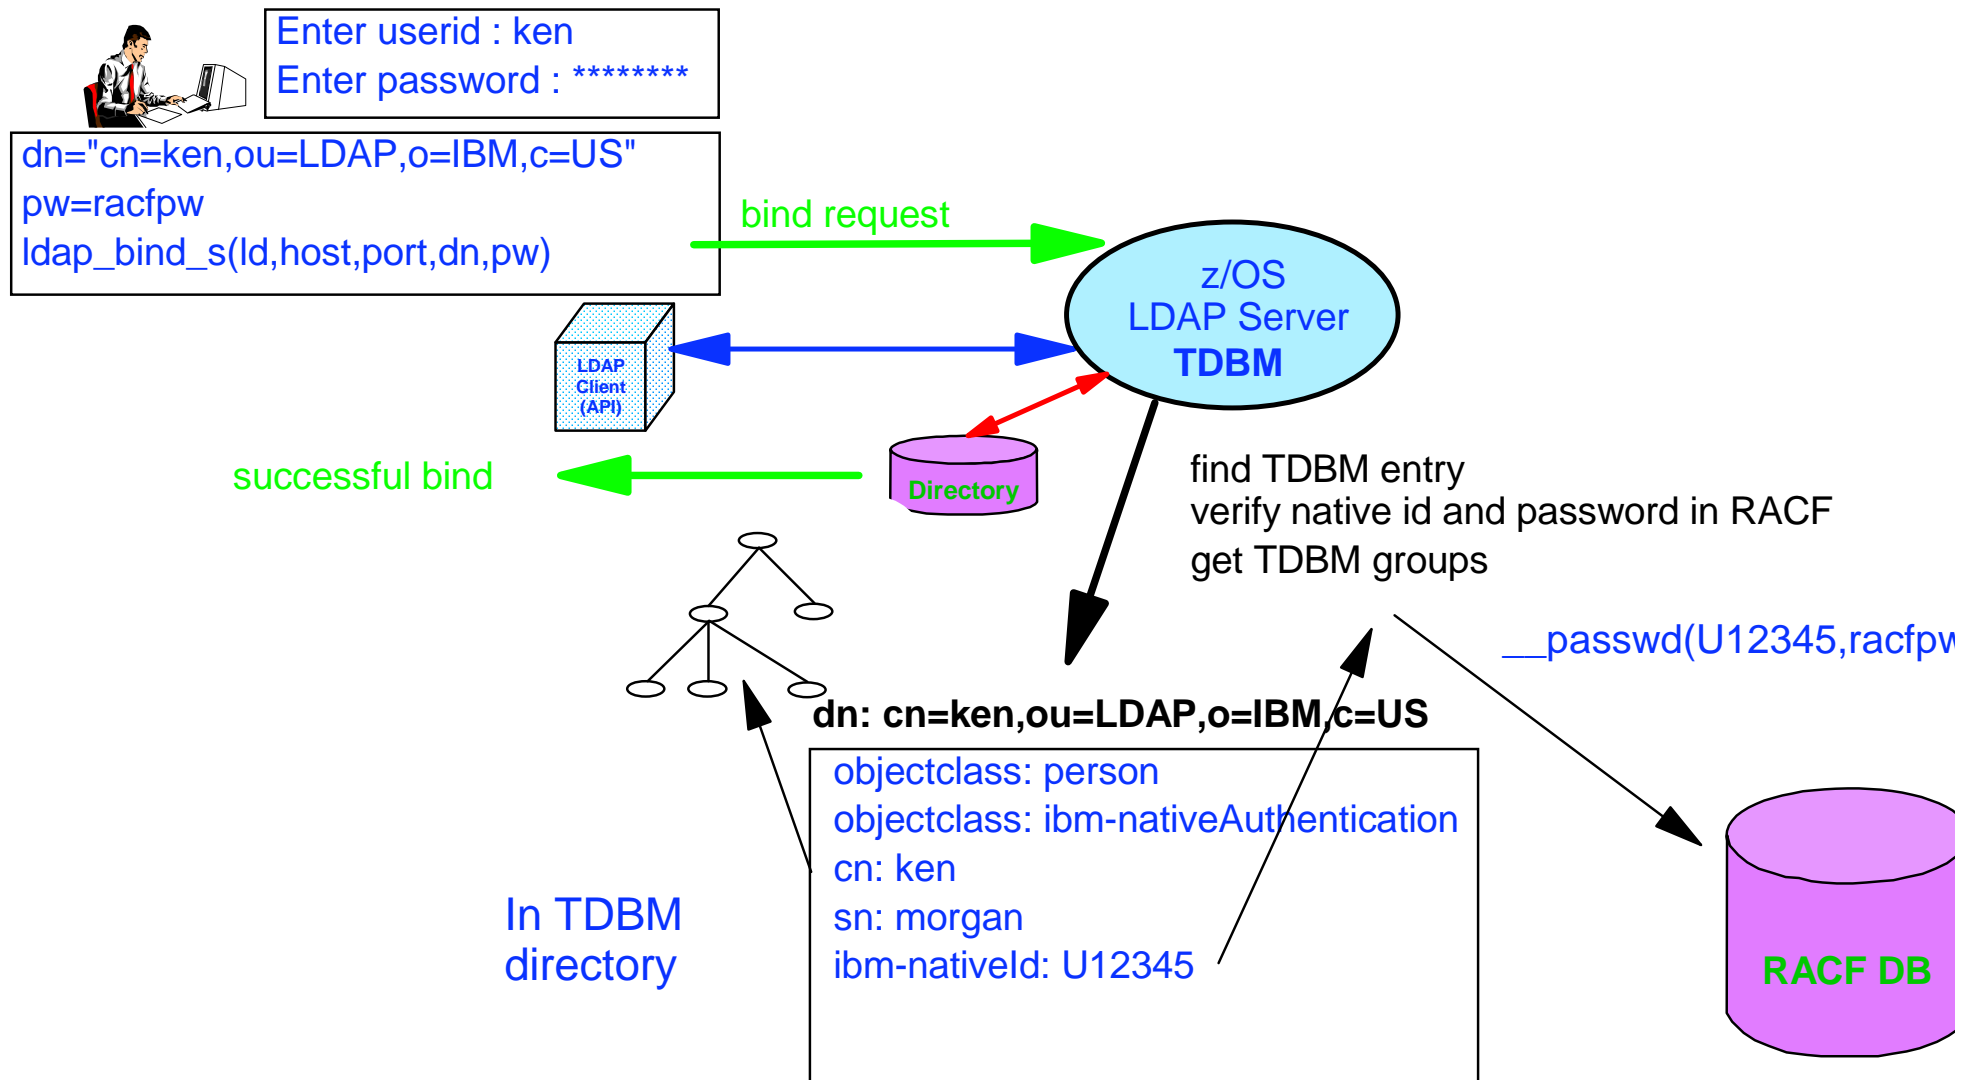 Enter userid : ken
Enter password : ********
dn="cn=ken,ou=LDAP,o=IBM,c=US"
pw=racfpw
ldap_bind_s(ld,host,port,dn,pw)
bind request
z/OS
LDAP Server
TDBM
LDAP
Client
(API)
successful bind
Directory
find TDBM entry
verify native id and password in RACF
get TDBM groups
__passwd(U12345,racfpw
dn: cn=ken,ou=LDAP,o=IBM,c=US
objectclass: person
objectclass: ibm-nativeAuthentication
cn: ken
sn: morgan
ibm-nativeId: U12345
In TDBM
directory
RACF DB